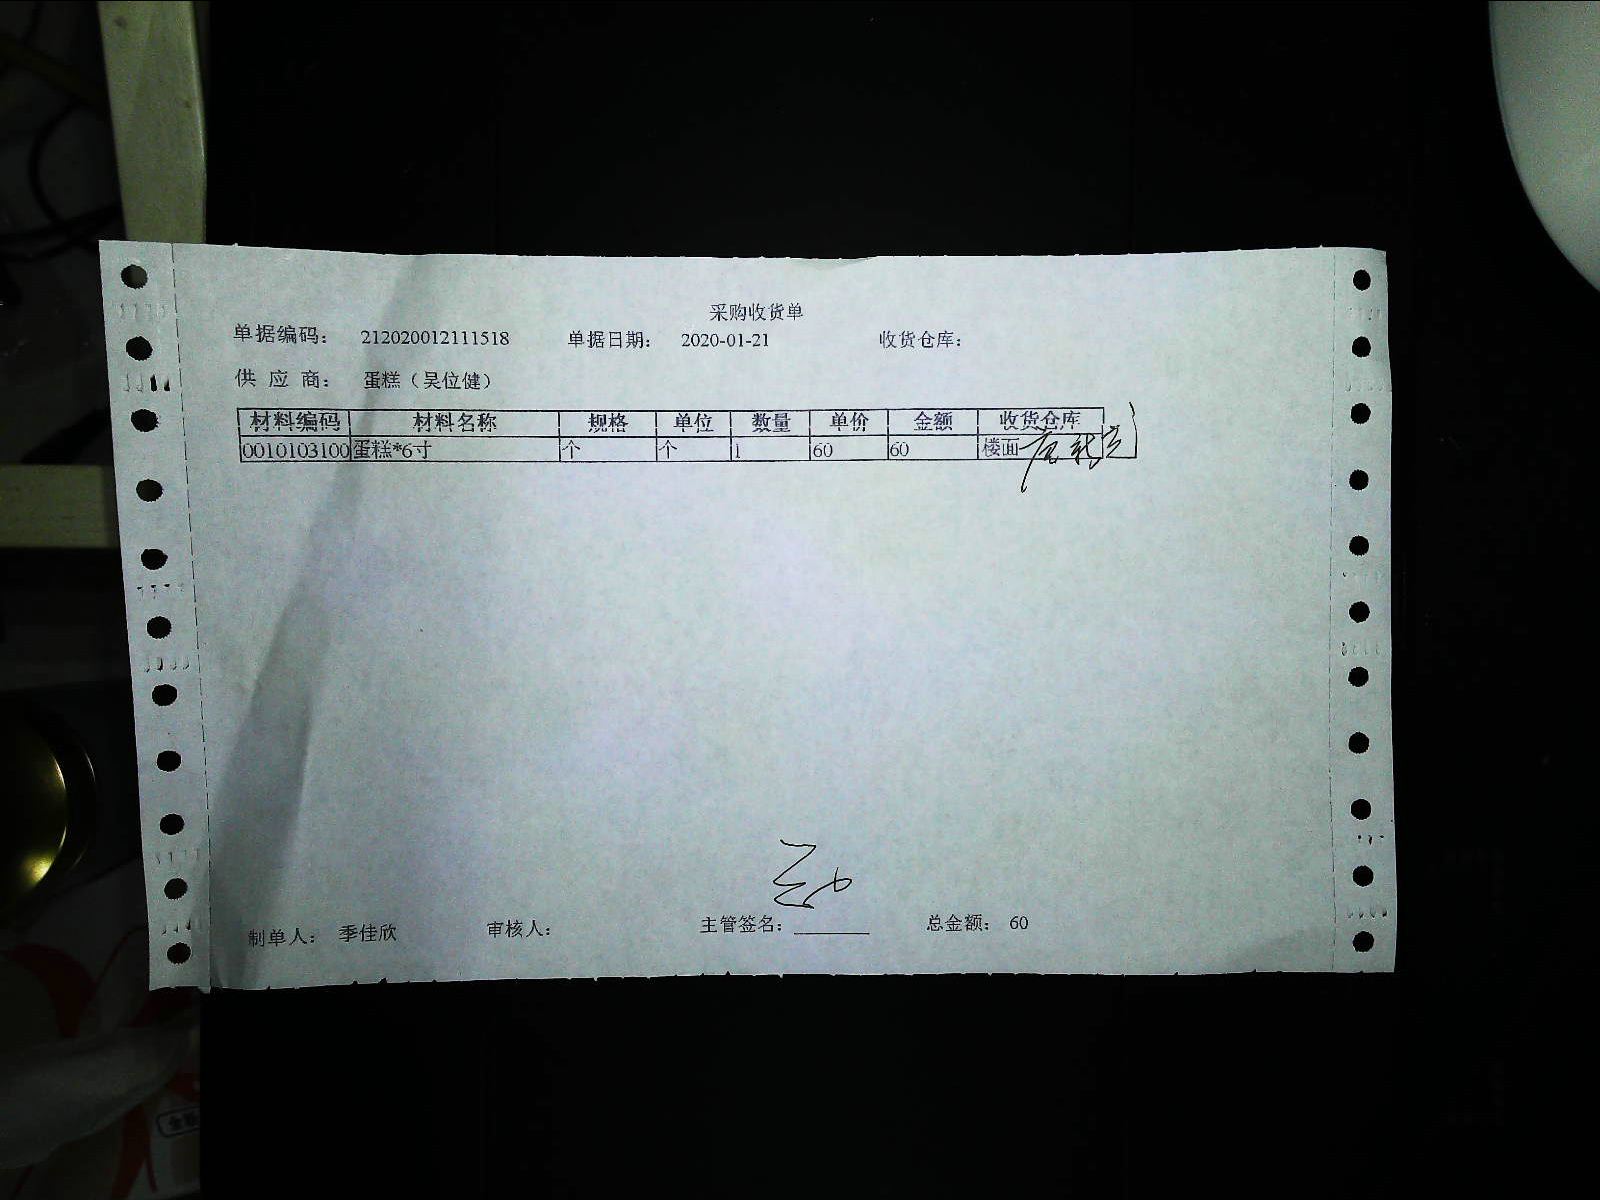 采购收货单
单据编码： 212020012111518 单据日期： 2020-01-21 收货仓库：
供 应 商： 蛋糕（吴位健）
材料编码 材料名称 规格 单位 数量 单价 金额 收货仓库
0010103100 蛋糕*6寸 个 个 1 60 60 楼面
制单人： 季佳欣 审核人： 主管签名： 总金额： 60